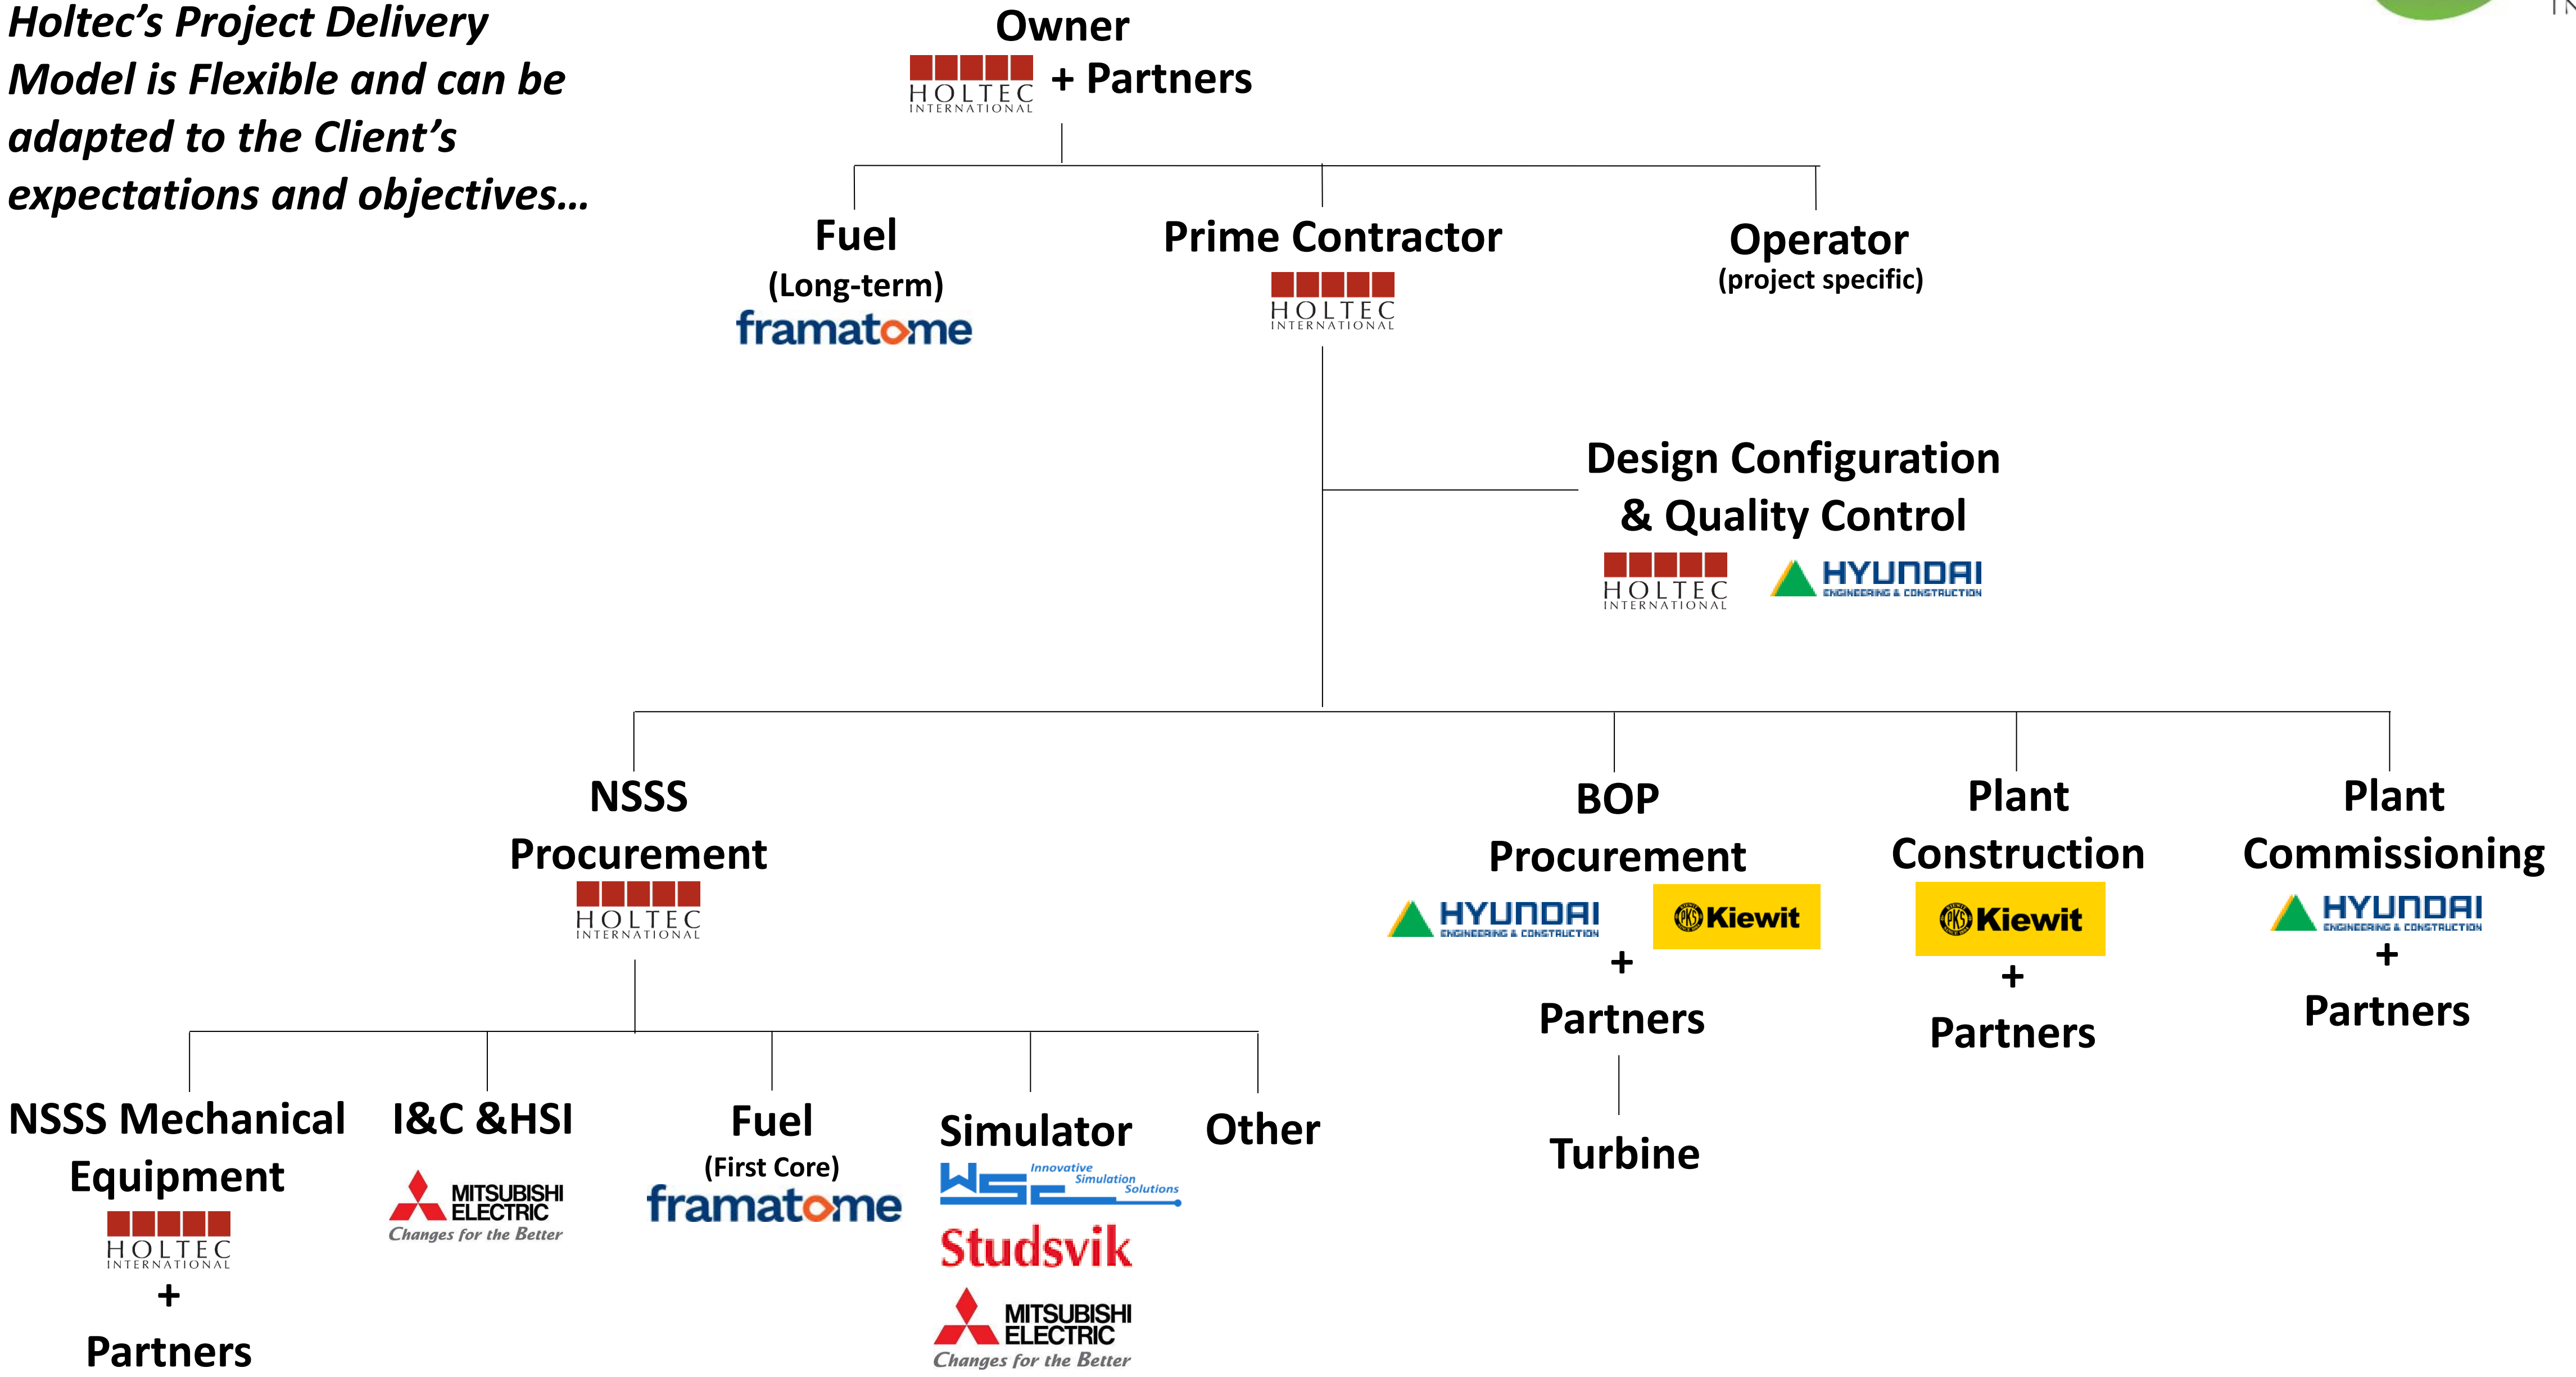 Holtec’s Project Delivery
Model is Flexible and can be
adapted to the Client’s
expectations and objectives…
Owner
HOLTEC
INTERNATIONAL
+ Partners
Fuel
(Long-term)
framatome
Prime Contractor
HOLTEC
INTERNATIONAL
Operator
(project specific)
Design Configuration
& Quality Control
HOLTEC
INTERNATIONAL
HYUNDAI
ENGINEERING & CONSTRUCTION
NSSS
Procurement
HOLTEC
INTERNATIONAL
BOP
Procurement
HYUNDAI
ENGINEERING & CONSTRUCTION
PKS Kiewit
+
Partners
Turbine
Plant
Construction
PKS Kiewit
+
Partners
Plant
Commissioning
HYUNDAI
ENGINEERING & CONSTRUCTION
+
Partners
NSSS Mechanical
Equipment
HOLTEC
INTERNATIONAL
+
Partners
I&C &HSI
MITSUBISHI
ELECTRIC
Changes for the Better
Fuel
(First Core)
framatome
Simulator
WSC
Innovative
Simulation
Solutions
Studsvik
MITSUBISHI
ELECTRIC
Changes for the Better
Other